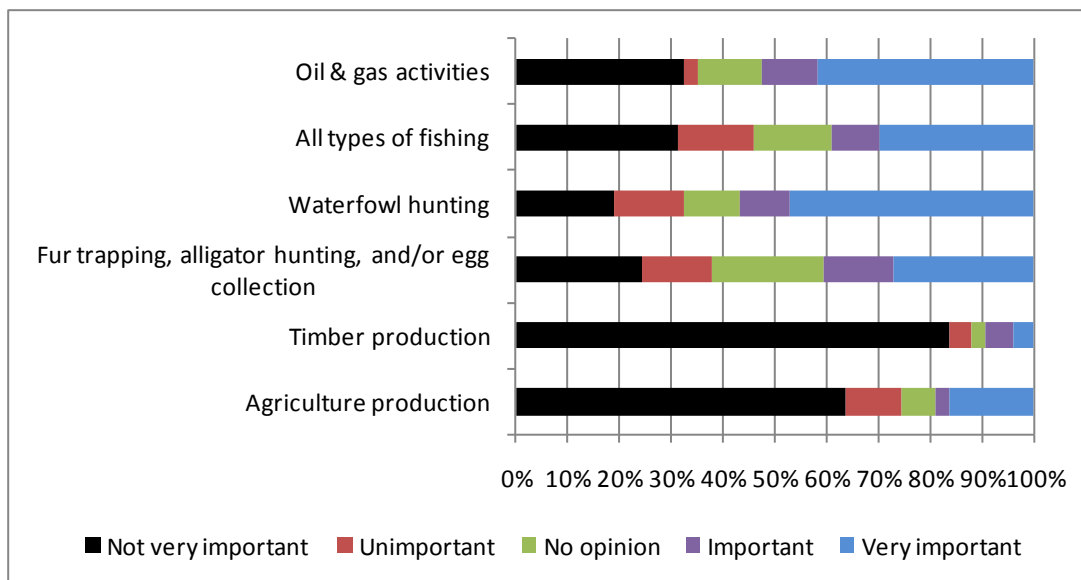 Oil & gas activities
All types of fishing
Waterfowl hunting
Fur trapping, alligator hunting, and/or egg
collection
Timber production
Agriculture production
0% 10% 20% 30% 40% 50% 60% 70% 80% 90% 100%
Not very important Unimportant No opinion Important Very important